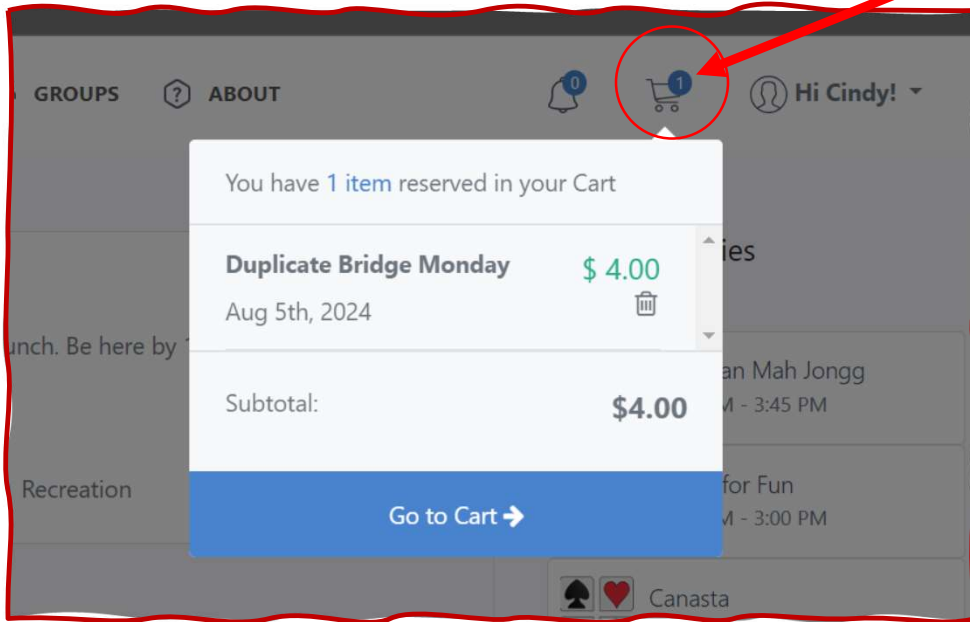 GROUPS ABOUT 0 1 Hi Cindy!
You have 1 item reserved in your Cart
Duplicate Bridge Monday $ 4.00
Aug 5th, 2024
Subtotal: $4.00
Go to Cart
ies
unch. Be here by
an Mah Jongg
M - 3:45 PM
Recreation
for Fun
M - 3:00 PM
Canasta